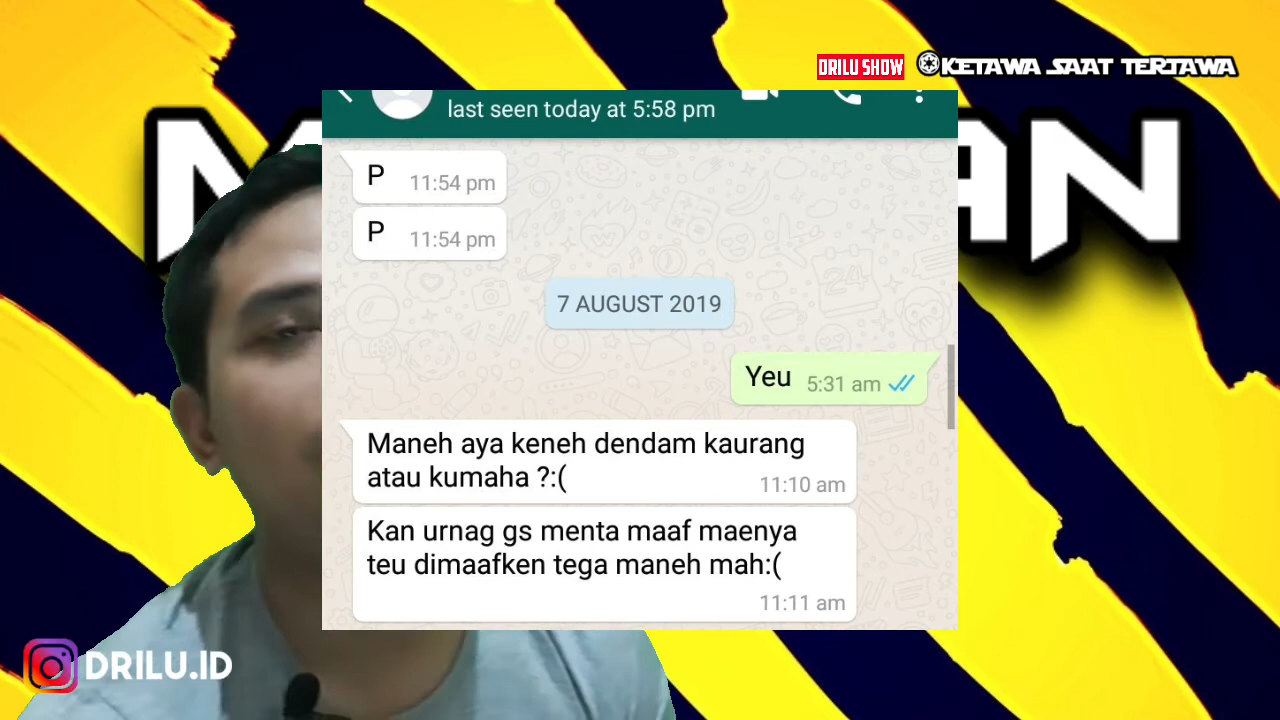 DRILU SHOW
KETAWA SAAT TERTAWA
last seen today at 5:58 pm
P 11:54 pm
P 11:54 pm
7 AUGUST 2019
Yeu 5:31 am
Maneh aya keneh dendam kaurang
atau kumaha ?:(
11:10 am
Kan urnag gs menta maaf maenya
teu dimaafken tega maneh mah:(
11:11 am
DRILU.ID